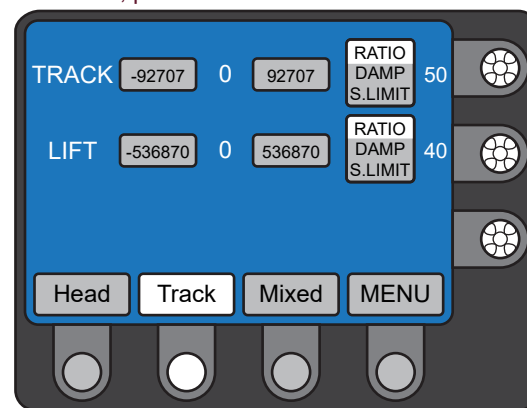 TRACK -92707 0 92707 RATIO DAMP S.LIMIT 50
LIFT -536870 0 536870 RATIO DAMP S.LIMIT 40
Head Track Mixed MENU